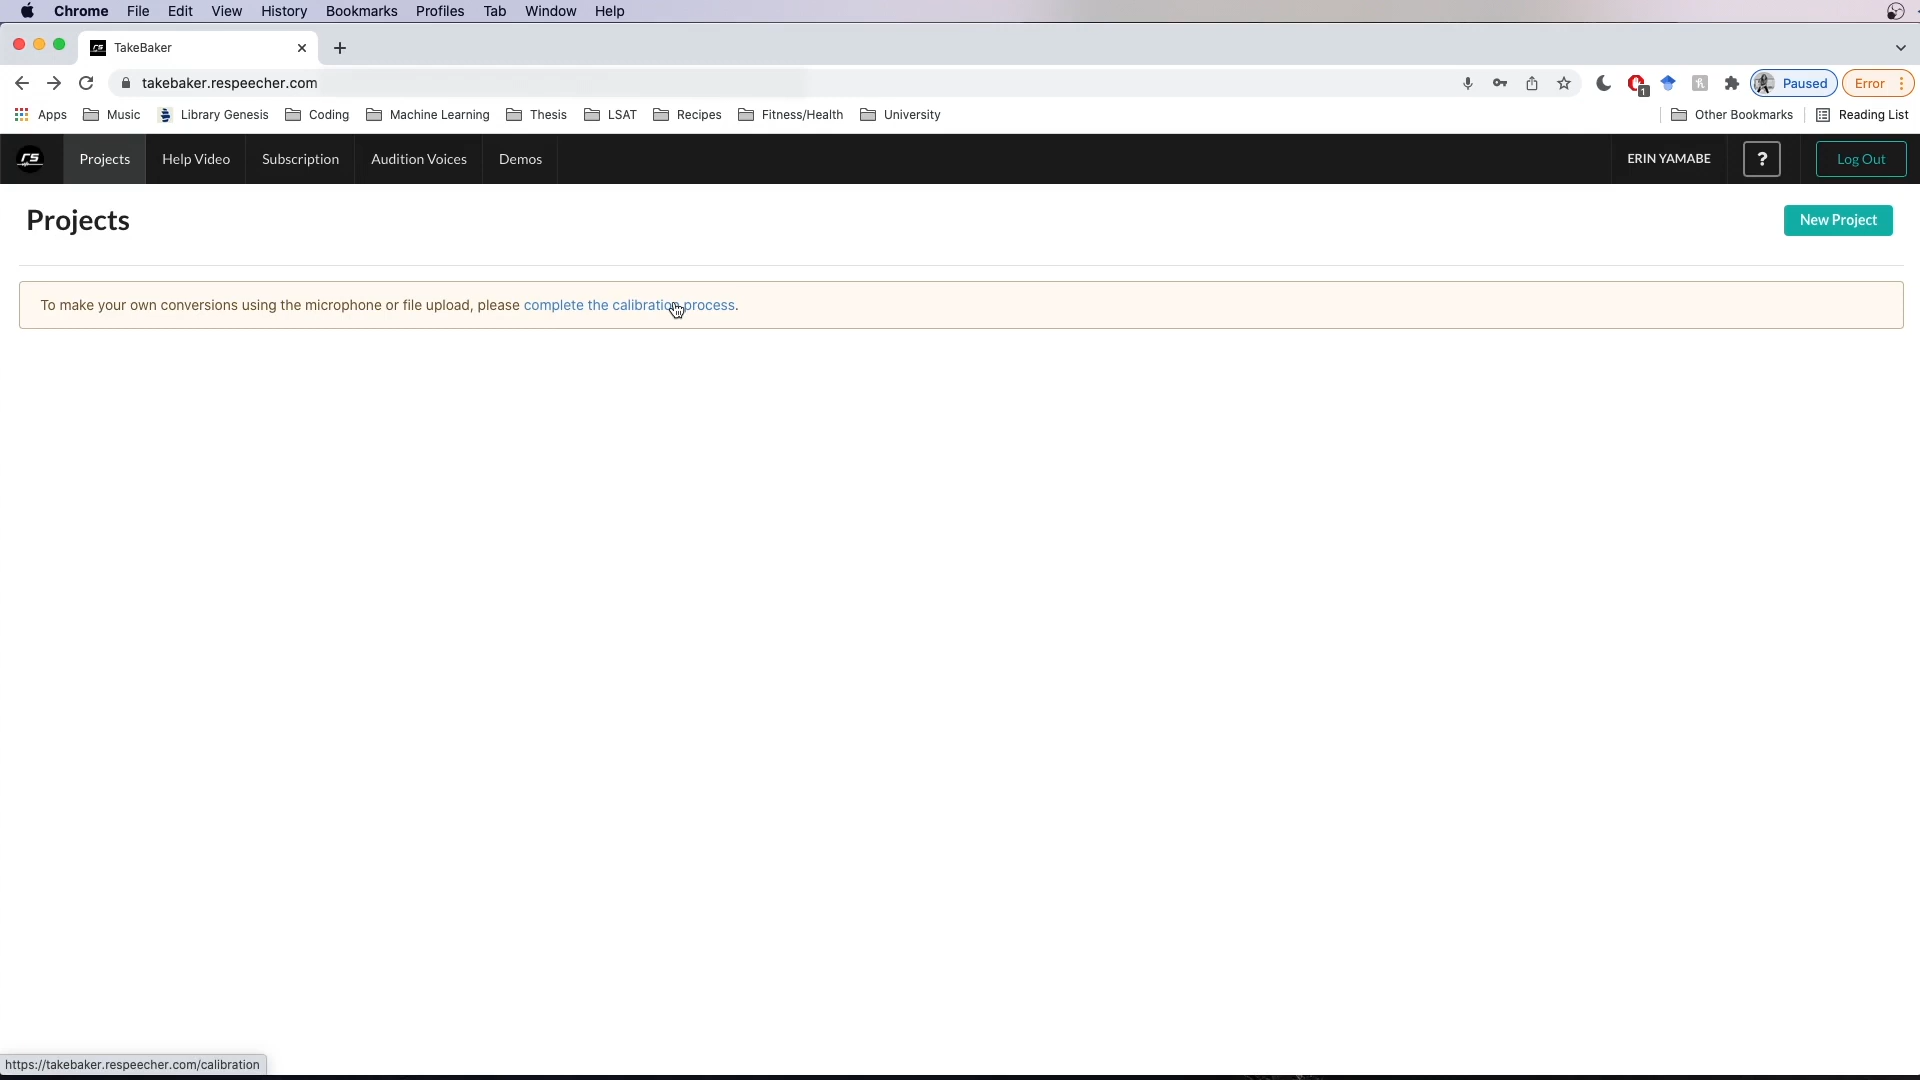 Chrome File Edit View History Bookmarks Profiles Tab Window Help
TakeBaker
takebaker.respeecher.com
1
Paused
Error
Apps Music Library Genesis Coding Machine Learning Thesis LSAT Recipes Fitness/Health University Other Bookmarks Reading List
rs Projects Help Video Subscription Audition Voices Demos ERIN YAMABE ? Log Out
Projects
New Project
To make your own conversions using the microphone or file upload, please complete the calibration process.
https://takebaker.respeecher.com/calibration